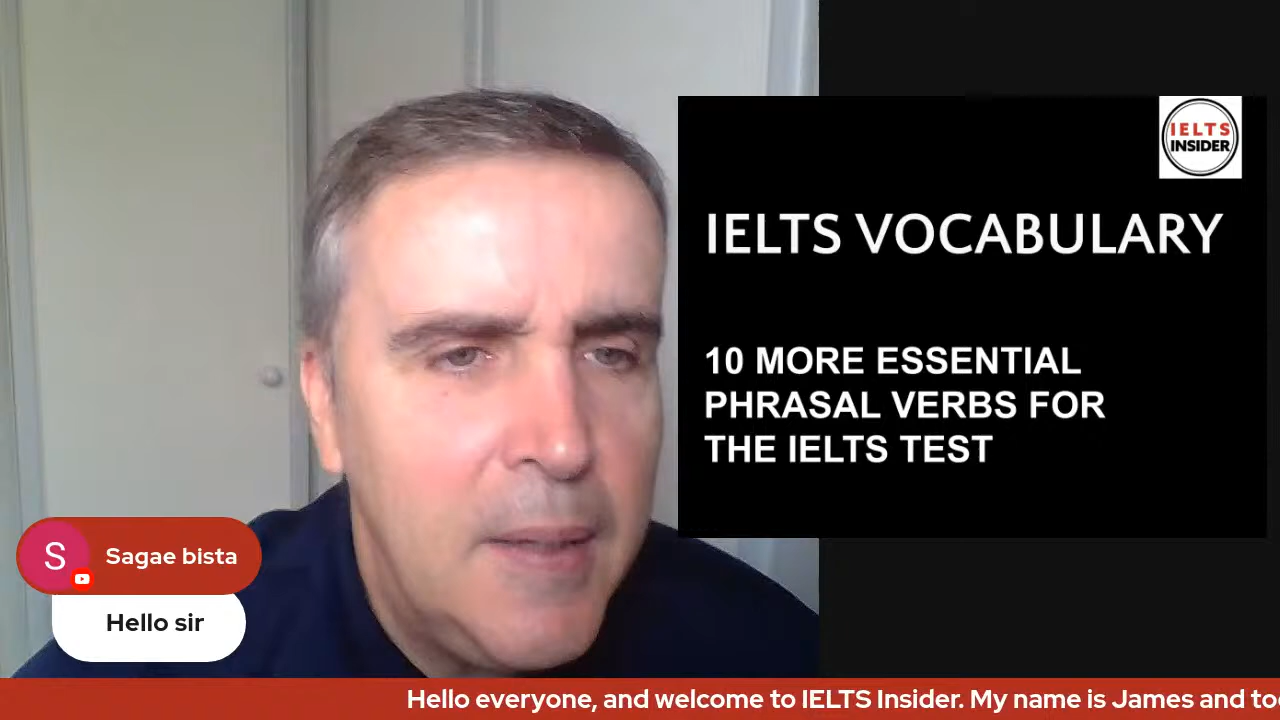 IELTS
INSIDER
IELTS VOCABULARY
10 MORE ESSENTIAL
PHRASAL VERBS FOR
THE IELTS TEST
S
Sagae bista
Hello sir
Hello everyone, and welcome to IELTS Insider. My name is James and